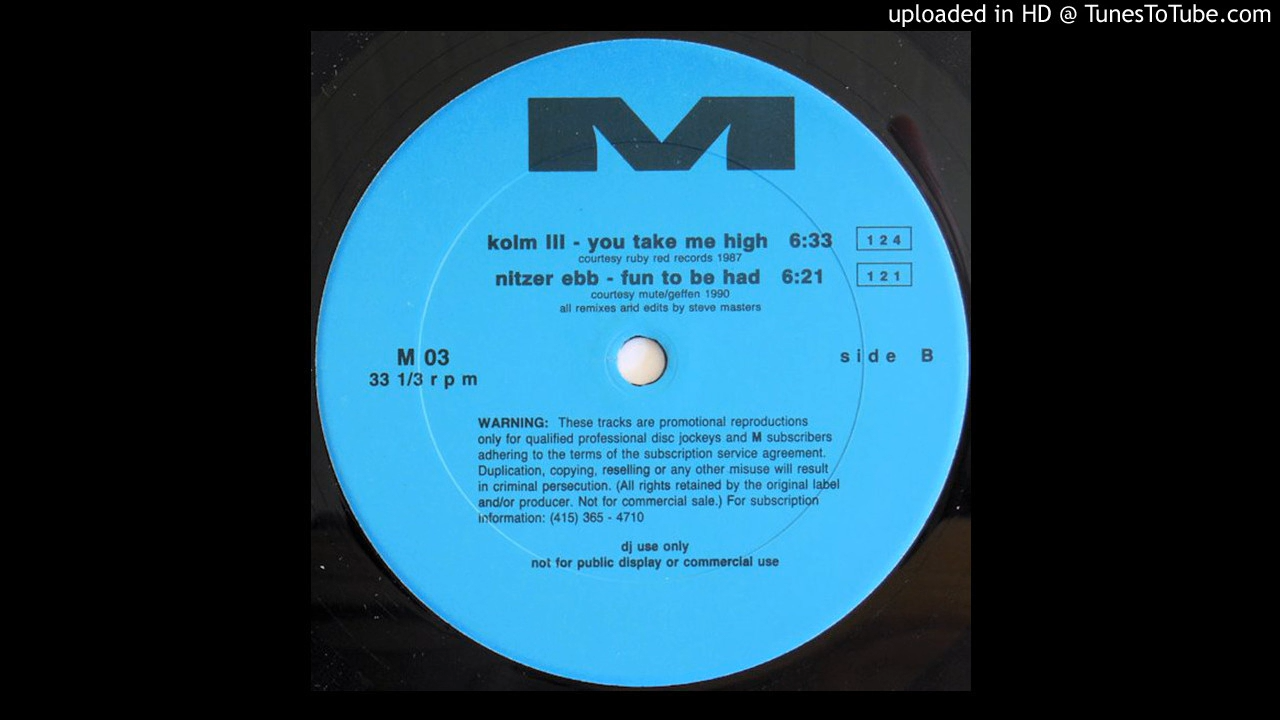 uploaded in HD @ TunesToTube.com
M
kolm III - you take me high 6:33 124
courtesy ruby red records 1987
nitzer ebb - fun to be had 6:21 121
courtesy mute/geffen 1990
all remixes and edits by steve masters
M 03
side B
33 1/3 rpm
WARNING: These tracks are promotional reproductions
only for qualified professional disc jockeys and M subscribers
adhering to the terms of the subscription service agreement.
Duplication, copying, reselling or any other misuse will result
in criminal persecution. (All rights retained by the original label
and/or producer. Not for commercial sale.) For subscription
information: (415) 365 - 4710
dj use only
not for public display or commercial use